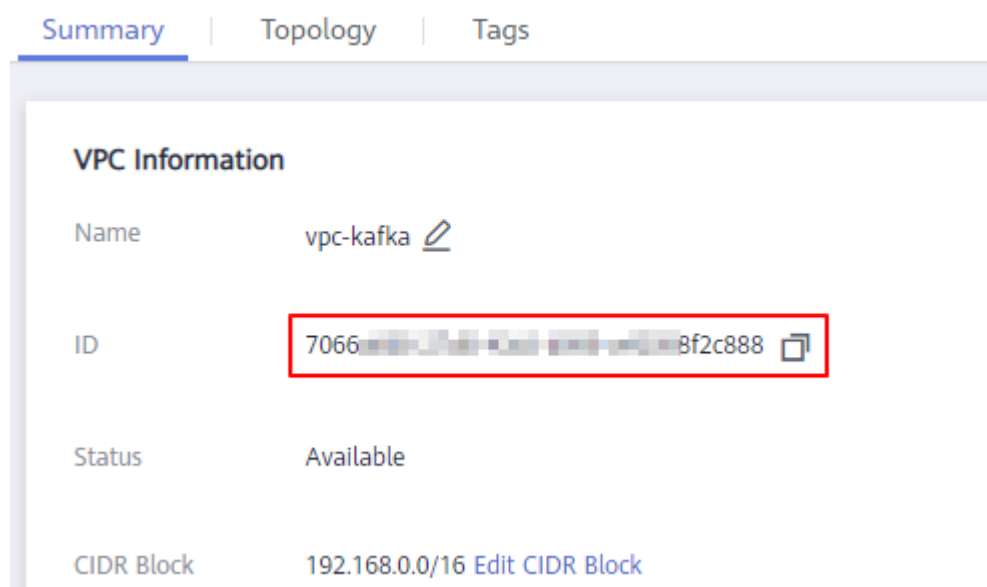 Summary Topology Tags
VPC Information
Name vpc-kafka
ID 7066 8f2c888
Status Available
CIDR Block 192.168.0.0/16 Edit CIDR Block